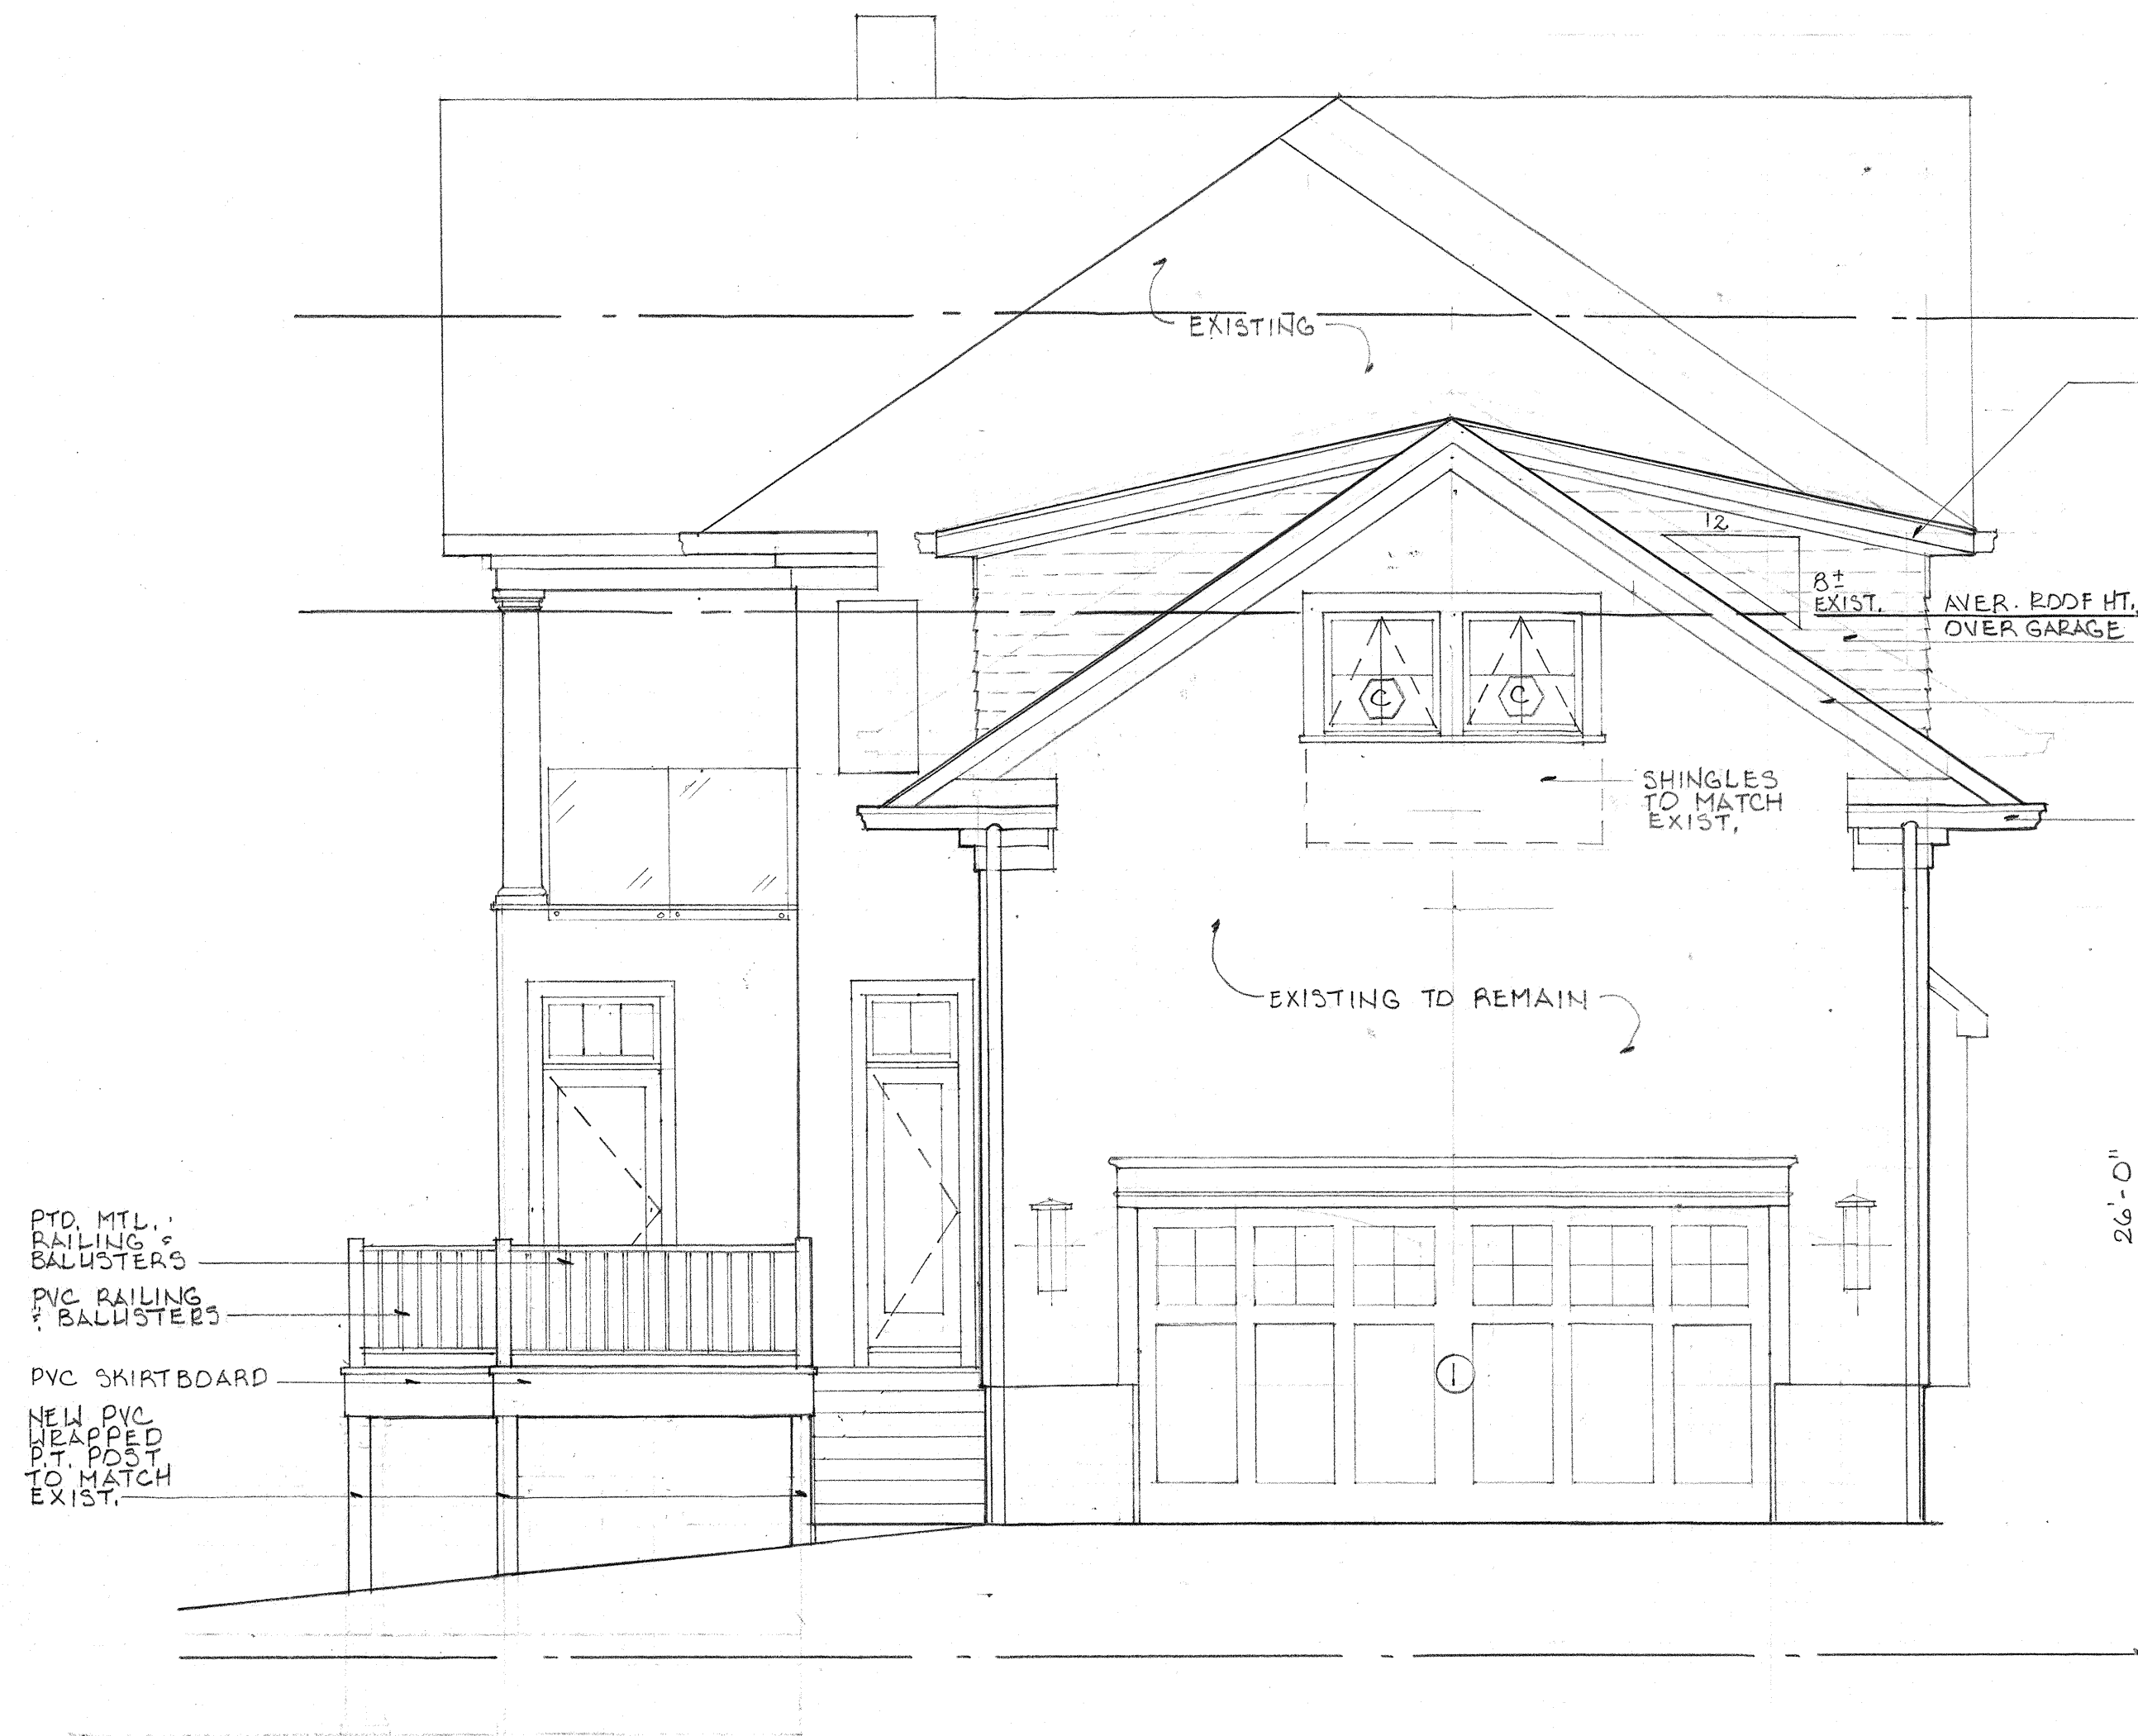 EXISTING
12
8±
EXIST.
AVER. ROOF HT.
OVER GARAGE
C
C
SHINGLES
TO MATCH
EXIST.
EXISTING TO REMAIN
26'-0"
PTD. MTL.
RAILING &
BALUSTERS
PVC RAILING
& BALUSTERS
PVC SKIRTBOARD
NEW PVC
WRAPPED
P.T. POST
TO MATCH
EXIST.
1